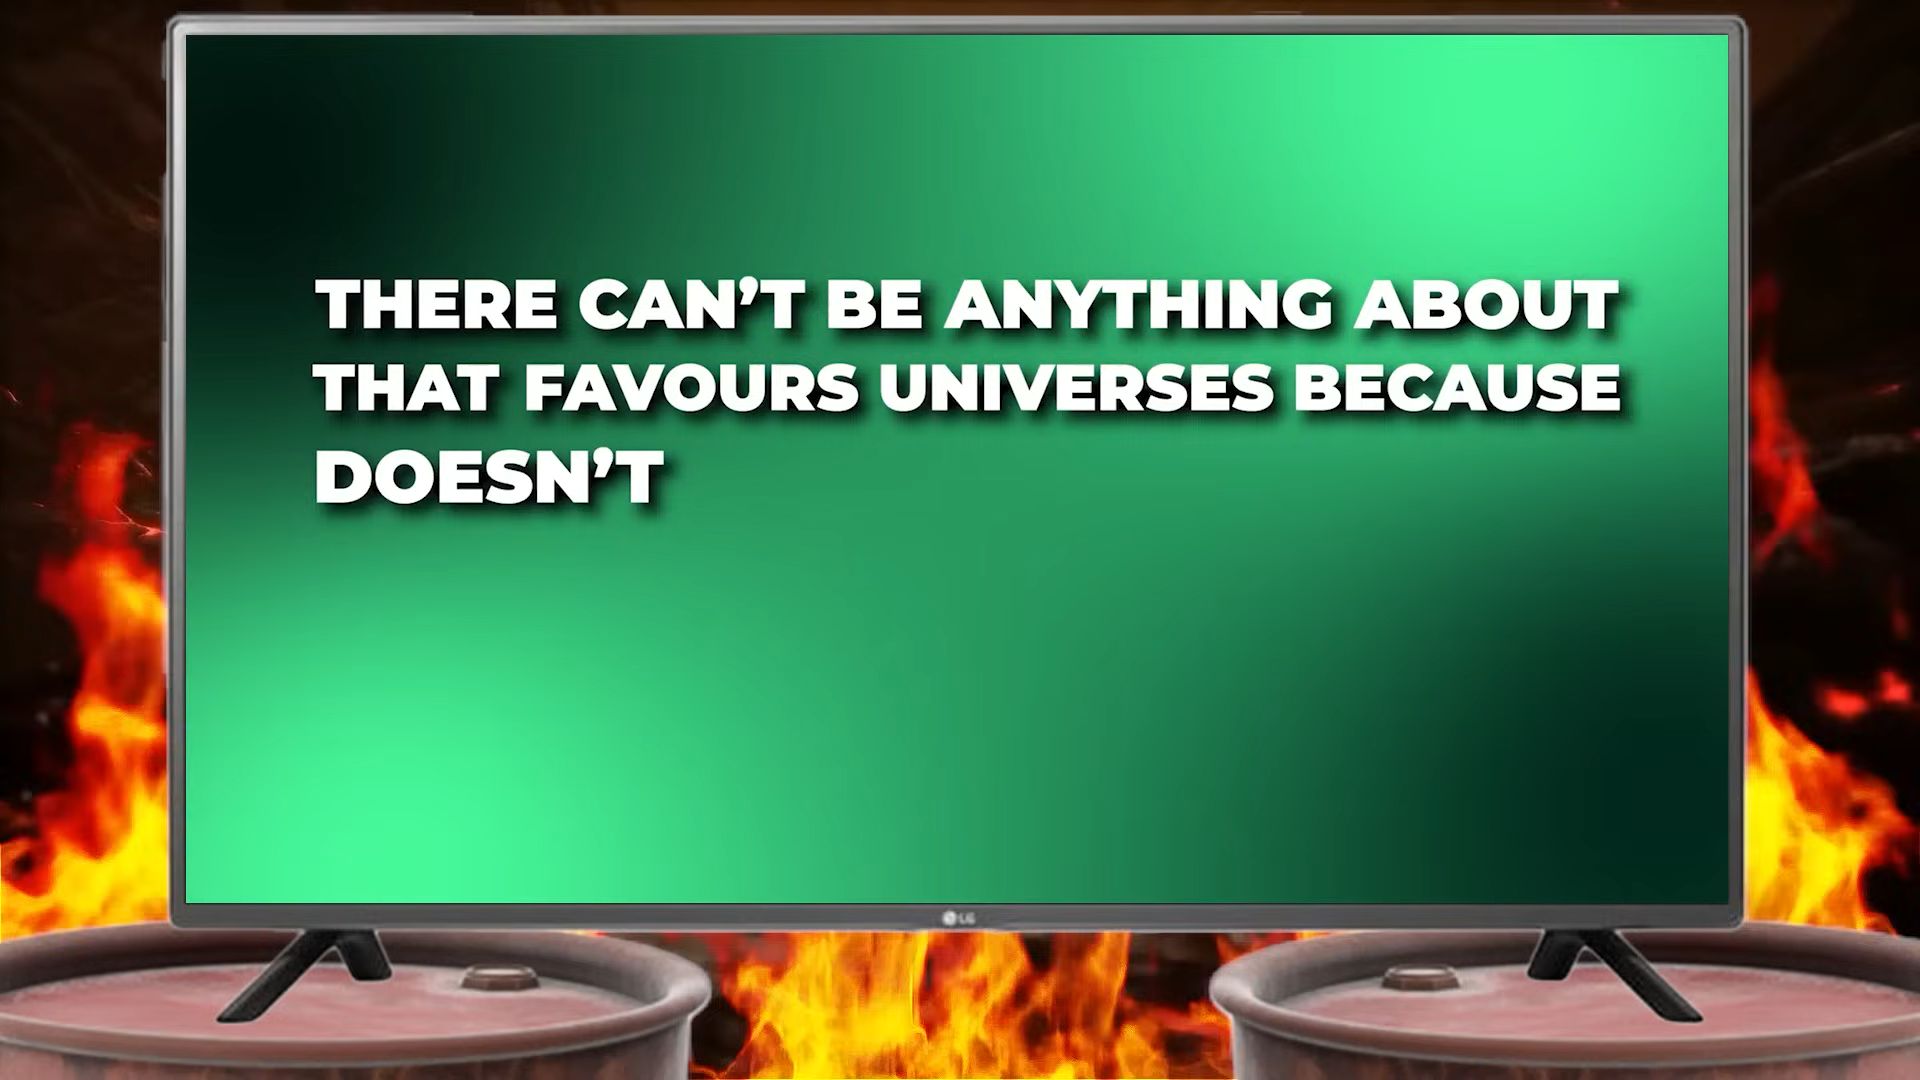 THERE CAN’T BE ANYTHING ABOUT
THAT FAVOURS UNIVERSES BECAUSE
DOESN’T
LG